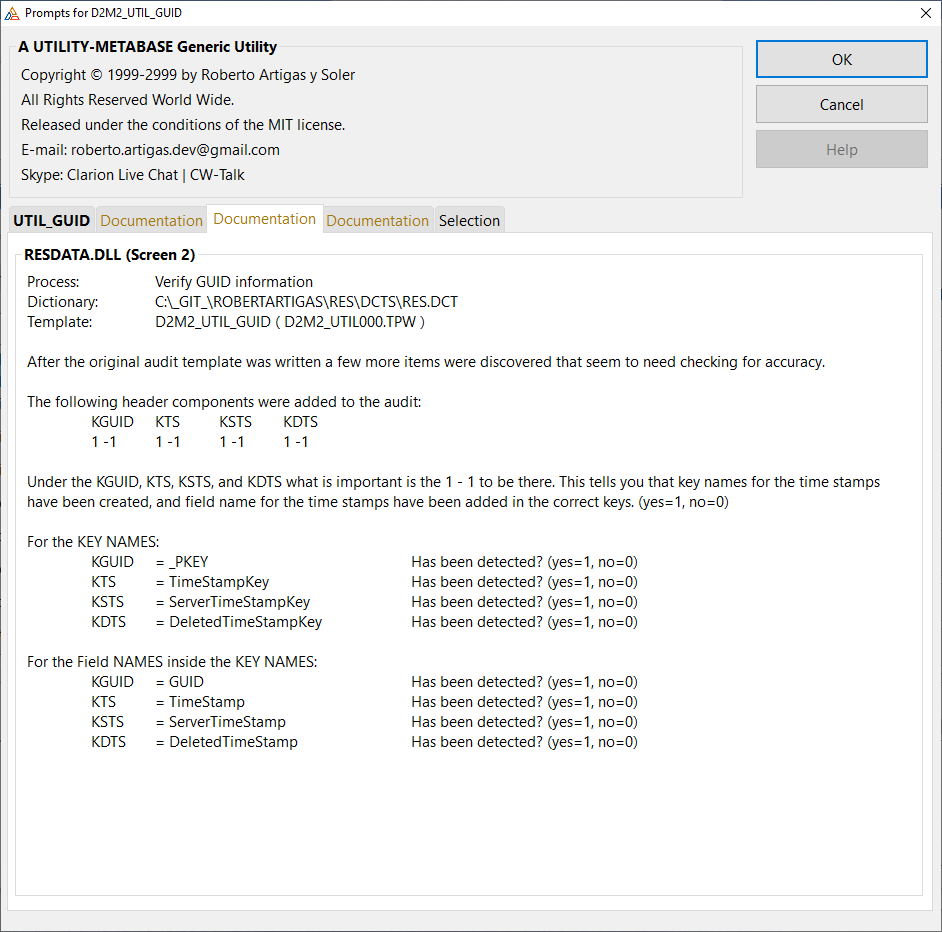 Prompts for D2M2_UTIL_GUID
A UTILITY-METABASE Generic Utility
Copyright © 1999-2999 by Roberto Artigas y Soler
All Rights Reserved World Wide.
Released under the conditions of the MIT license.
E-mail: roberto.artigas.dev@gmail.com
Skype: Clarion Live Chat | CW-Talk
OK
Cancel
Help
UTIL_GUID Documentation Documentation Documentation Selection
RESDATA.DLL (Screen 2)
Process: Verify GUID information
Dictionary: C:\_GIT_\ROBERTARTIGAS\RES\DCTS\RES.DCT
Template: D2M2_UTIL_GUID ( D2M2_UTIL000.TPW )
After the original audit template was written a few more items were discovered that seem to need checking for accuracy.
The following header components were added to the audit:
KGUID KTS KSTS KDTS
1 -1 1 -1 1 -1 1 -1
Under the KGUID, KTS, KSTS, and KDTS what is important is the 1 - 1 to be there. This tells you that key names for the time stamps
have been created, and field name for the time stamps have been added in the correct keys. (yes=1, no=0)
For the KEY NAMES:
KGUID = _PKEY Has been detected? (yes=1, no=0)
KTS = TimeStampKey Has been detected? (yes=1, no=0)
KSTS = ServerTimeStampKey Has been detected? (yes=1, no=0)
KDTS = DeletedTimeStampKey Has been detected? (yes=1, no=0)
For the Field NAMES inside the KEY NAMES:
KGUID = GUID Has been detected? (yes=1, no=0)
KTS = TimeStamp Has been detected? (yes=1, no=0)
KSTS = ServerTimeStamp Has been detected? (yes=1, no=0)
KDTS = DeletedTimeStamp Has been detected? (yes=1, no=0)